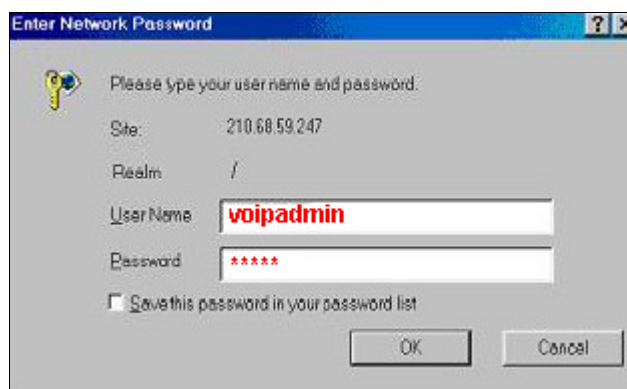 Enter Network Password
Please type your user name and password.
Site: 210.68.59.247
Realm /
User Name voipadmin
Password *****
Save this password in your password list
OK Cancel